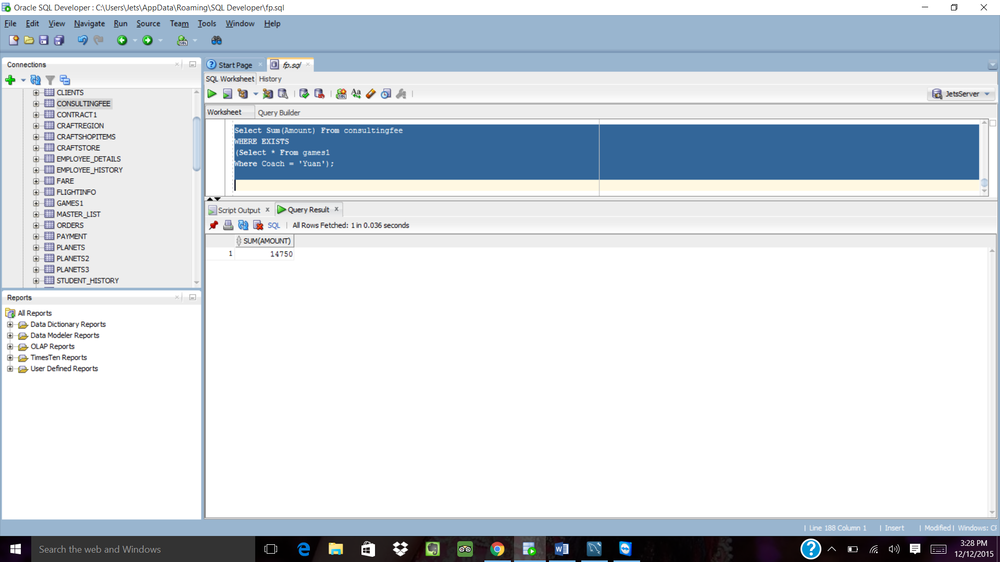 Oracle SQL Developer : C:\Users\Jets\AppData\Roaming\SQL Developer\fp.sql
File Edit View Navigate Run Source Team Tools Window Help
Connections
CLIENTS
CONSULTINGFEE
CONTRACT1
CRAFTREGION
CRAFTSHOPITEMS
CRAFTSTORE
EMPLOYEE_DETAILS
EMPLOYEE_HISTORY
FARE
FLIGHTINFO
GAMES1
MASTER_LIST
ORDERS
PAYMENT
PLANETS
PLANETS2
PLANETS3
STUDENT_HISTORY
Reports
All Reports
Data Dictionary Reports
Data Modeler Reports
OLAP Reports
TimesTen Reports
User Defined Reports
Start Page fp.sql
SQL Worksheet History
JetsServer
Worksheet Query Builder
Select Sum(Amount) From consultingfee
WHERE EXISTS
(Select * From games1
Where Coach = 'Yuan');
Script Output Query Result
SQL All Rows Fetched: 1 in 0.036 seconds
SUM(AMOUNT)
1 14750
Line 188 Column 1 Insert Modified Windows: CF
Search the web and Windows
3:28 PM
12/12/2015